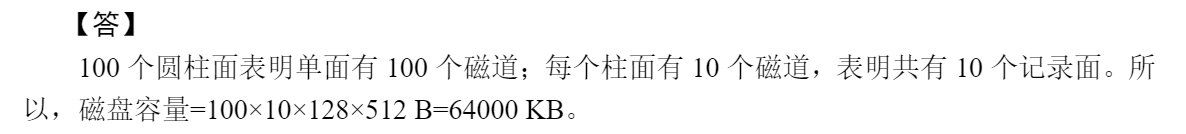 【答】
100 个圆柱面表明单面有 100 个磁道；每个柱面有 10 个磁道，表明共有 10 个记录面。所
以，磁盘容量=100×10×128×512 B=64000 KB。